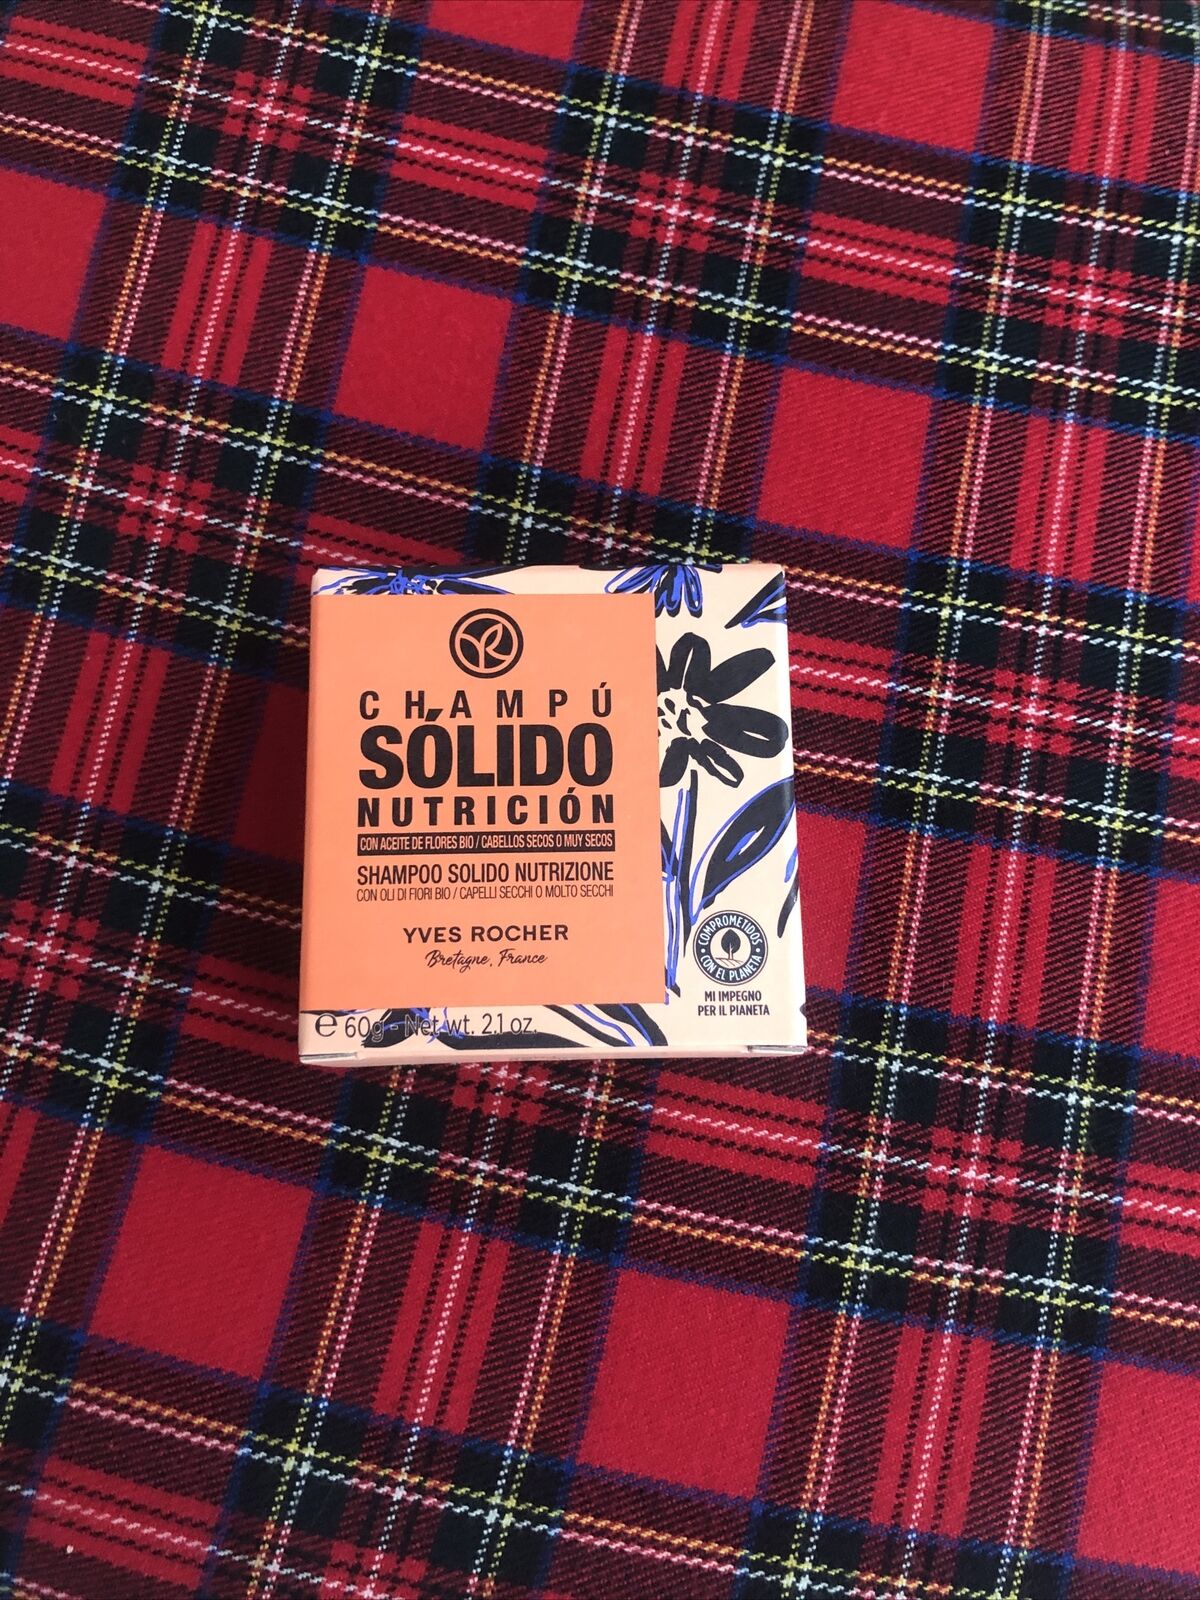 CHAMPÚ
SÓLIDO
NUTRICIÓN
CON ACEITE DE FLORES BIO / CABELLOS SECOS O MUY SECOS
SHAMPOO SOLIDO NUTRIZIONE
CON OLI DI FIORI BIO / CAPELLI SECCHI O MOLTO SECCHI
YVES ROCHER
Bretagne, France
COMPROMETIDOS
CON EL PLANETA
MI IMPEGNO
PER IL PIANETA
℮ 60g - Net wt. 2.1 oz.